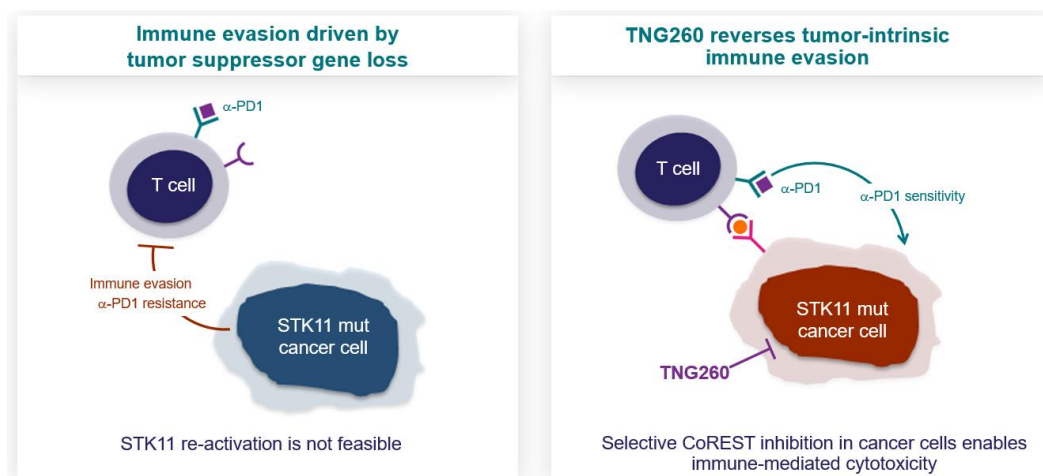 Immune evasion driven by
tumor suppressor gene loss
α-PD1
T cell
Immune evasion
α-PD1 resistance
STK11 mut
cancer cell
STK11 re-activation is not feasible
TNG260 reverses tumor-intrinsic
immune evasion
T cell
α-PD1
α-PD1 sensitivity
STK11 mut
cancer cell
TNG260
Selective CoREST inhibition in cancer cells enables
immune-mediated cytotoxicity